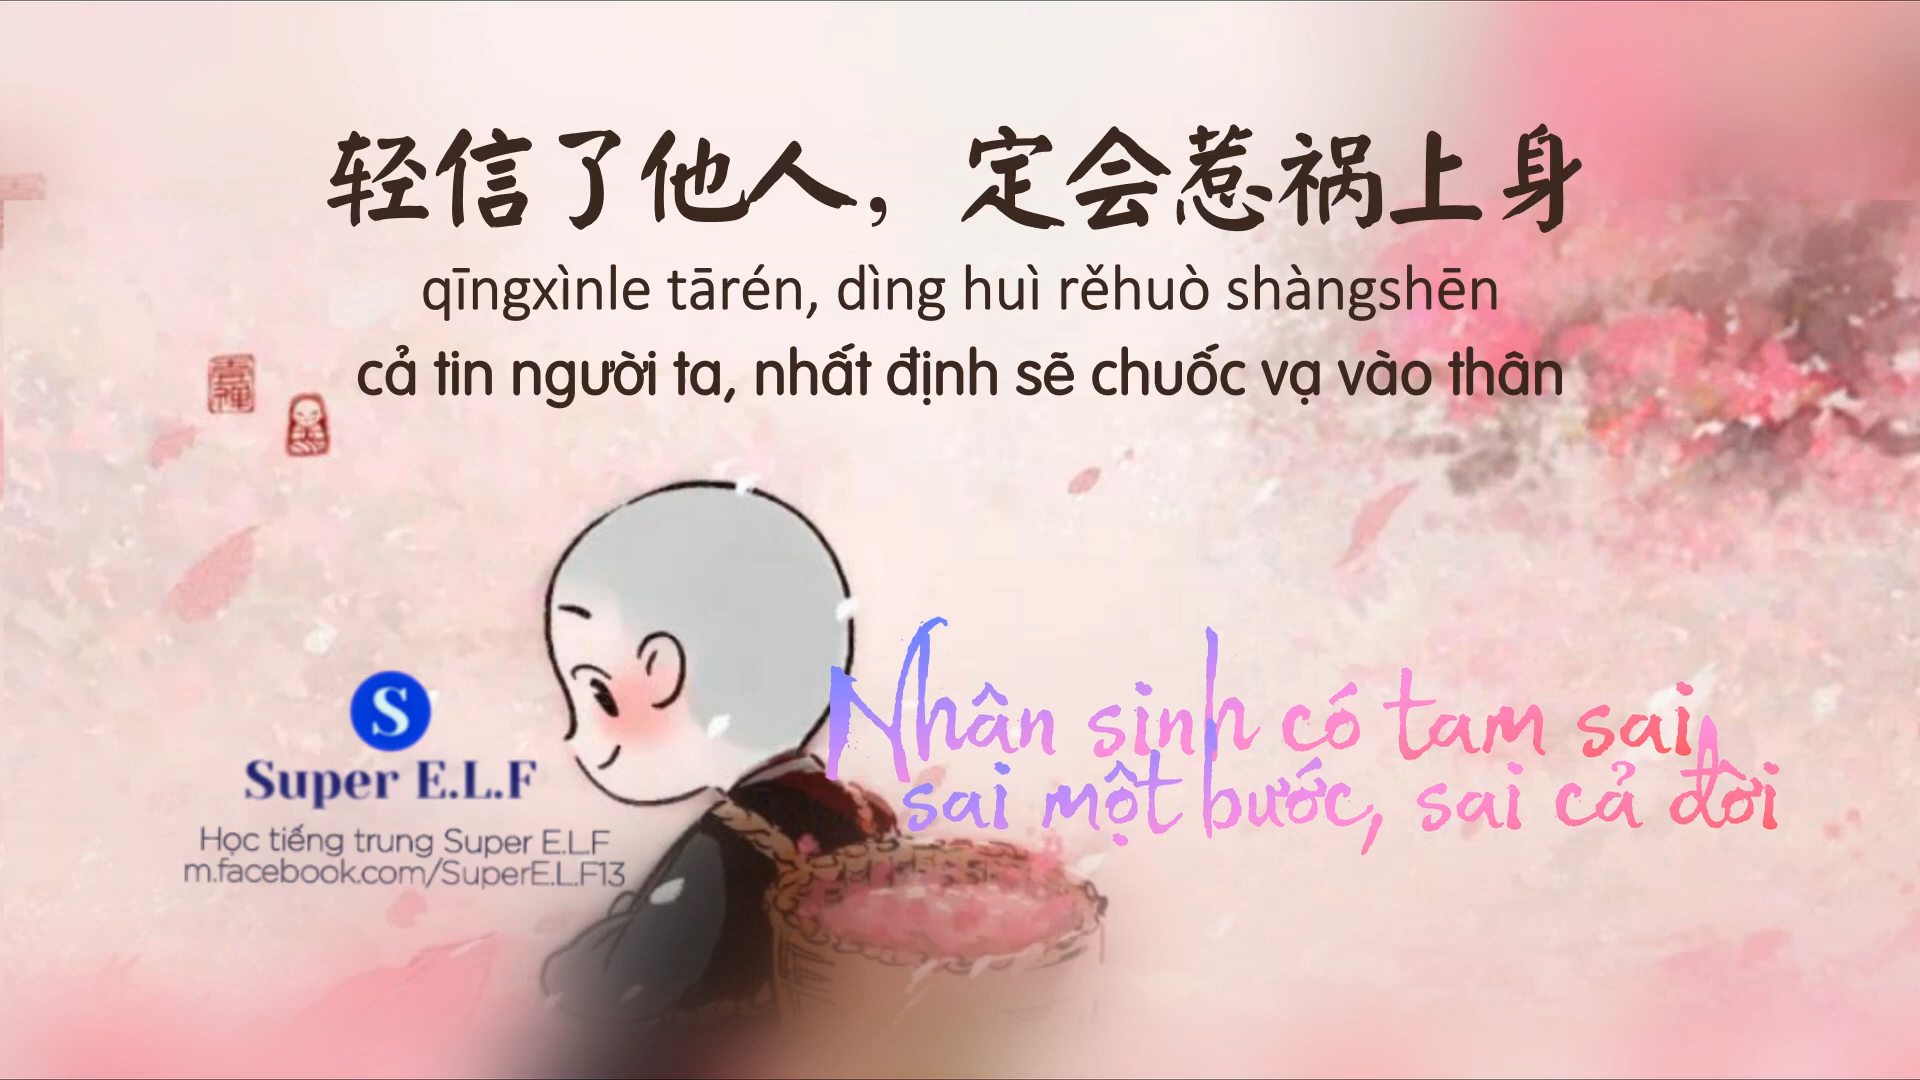 轻信了他人，定会惹祸上身
qīngxìnle tārén, dìng huì rěhuò shàngshēn
cả tin người ta, nhất định sẽ chuốc vạ vào thân
Nhân sinh có tam sai
sai một bước, sai cả đời
S
Super E.L.F
Học tiếng trung Super E.L.F
m.facebook.com/SuperE.L.F13